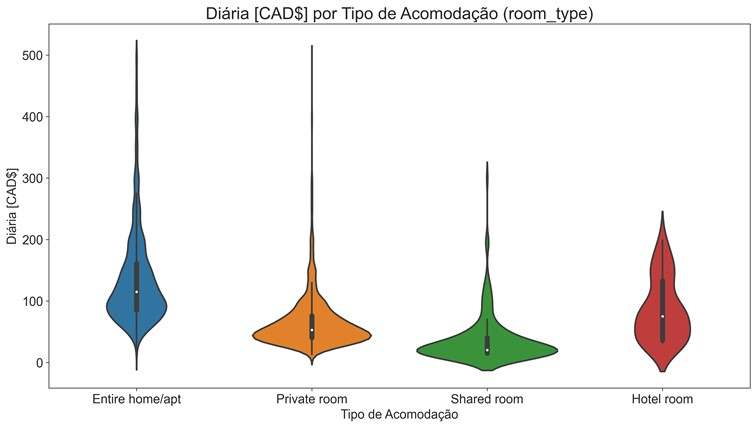 Diária [CAD$] por Tipo de Acomodação (room_type)
Diária [CAD$]
500
400
300
200
100
0
Entire home/apt
Private room
Shared room
Hotel room
Tipo de Acomodação